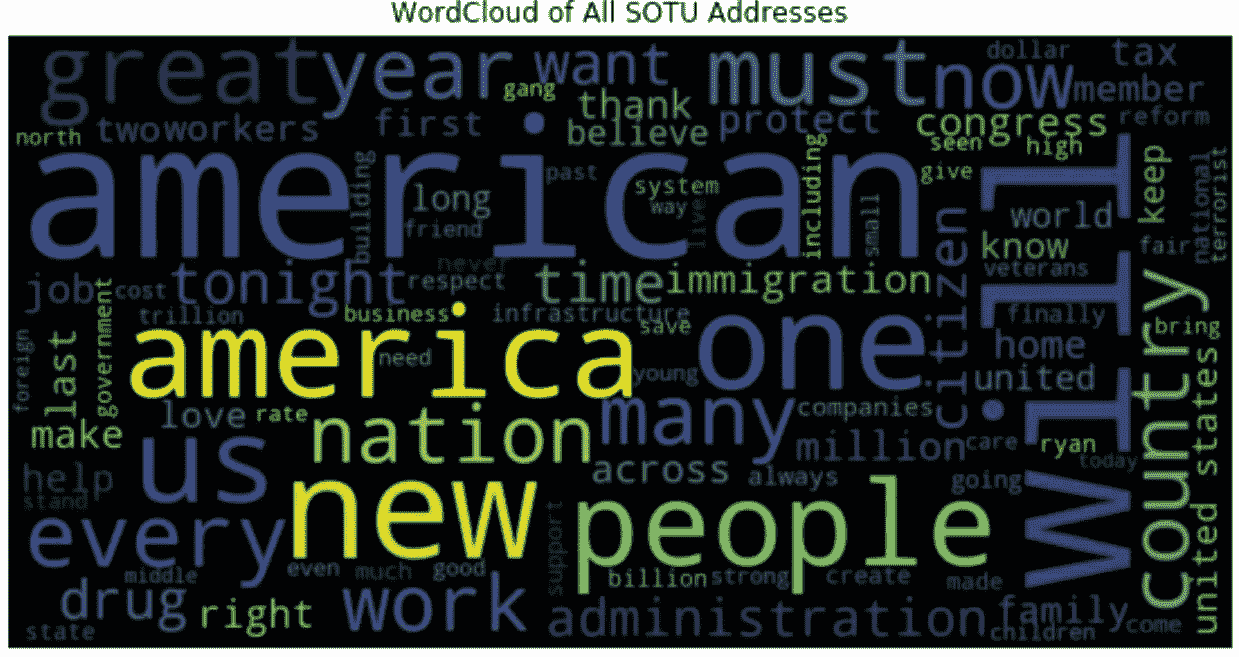 WordCloud of All SOTU Addresses
great year want must now dollar tax
gang thank member
north two workers first believe protect congress reform
seen high
american past system including give will keep national terrorist
building long way live small citizen world
friend know
never veterans fair
job cost tonight respect time immigration
trillion business infrastructure save one finally country bring
foreign last government america need young home united
love rate nation many companies
make us million care ryan today
help across always going
stand new people united states
every support
middle even much good billion strong create made
drug right work administration family
state children come